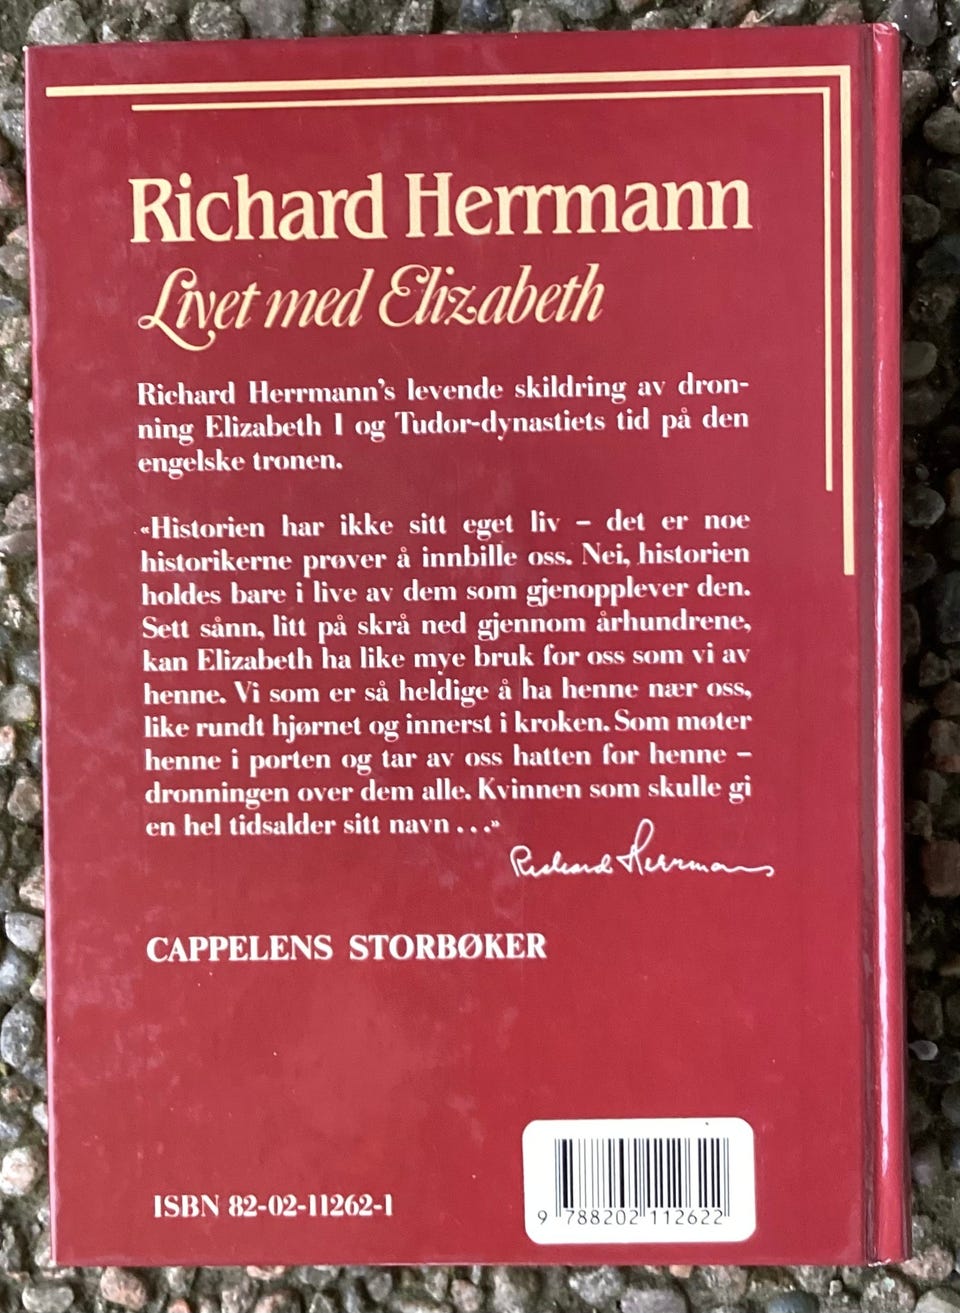 Richard Herrmann
Livet med Elizabeth
Richard Herrmann's levende skildring av dron-
ning Elizabeth I og Tudor-dynastiets tid på den
engelske tronen.
«Historien har ikke sitt eget liv – det er noe
historikerne prøver å innbille oss. Nei, historien
holdes bare i live av dem som gjenopplever den.
Sett sånn, litt på skrå ned gjennom århundrene,
kan Elizabeth ha like mye bruk for oss som vi av
henne. Vi som er så heldige å ha henne nær oss,
like rundt hjørnet og innerst i kroken. Som møter
henne i porten og tar av oss hatten for henne –
dronningen over dem alle. Kvinnen som skulle gi
en hel tidsalder sitt navn . . .»
Richard Herrmann
CAPPELENS STORBØKER
ISBN 82-02-11262-1
9 788202 112622